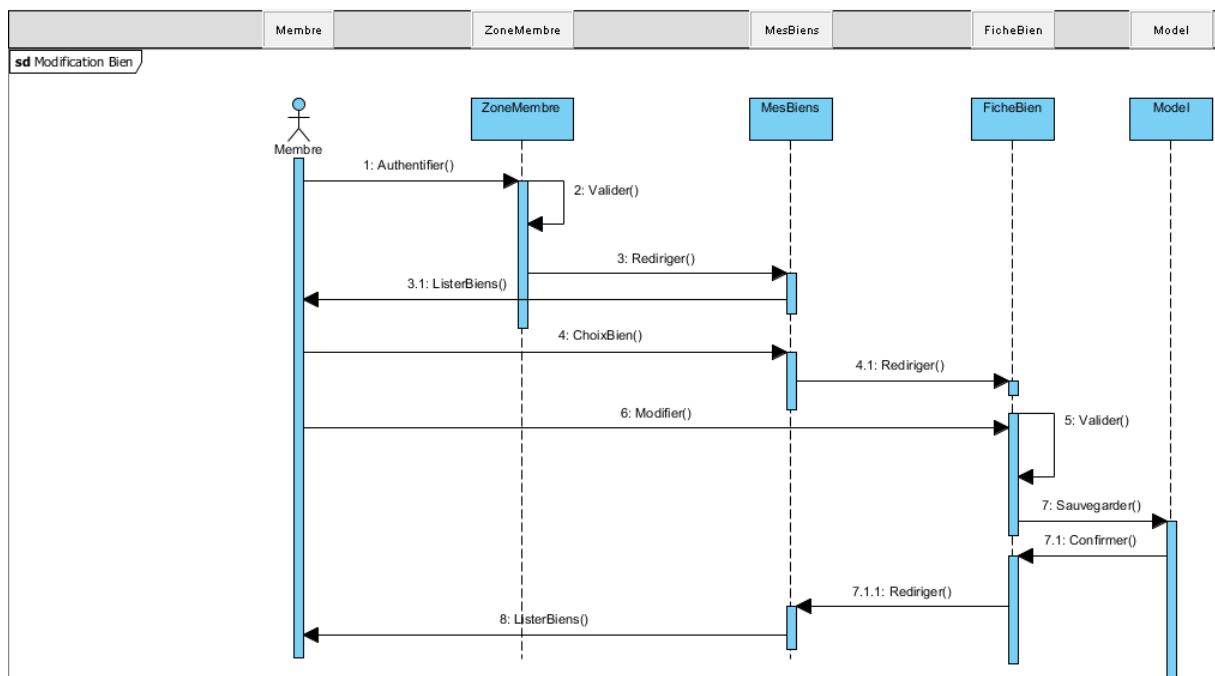 Membre
ZoneMembre
MesBiens
FicheBien
Model
sd Modification Bien
Membre
ZoneMembre
MesBiens
FicheBien
Model
1: Authentifier()
2: Valider()
3: Rediriger()
3.1: ListerBiens()
4: ChoixBien()
4.1: Rediriger()
6: Modifier()
5: Valider()
7: Sauvegarder()
7.1: Confirmer()
7.1.1: Rediriger()
8: ListerBiens()